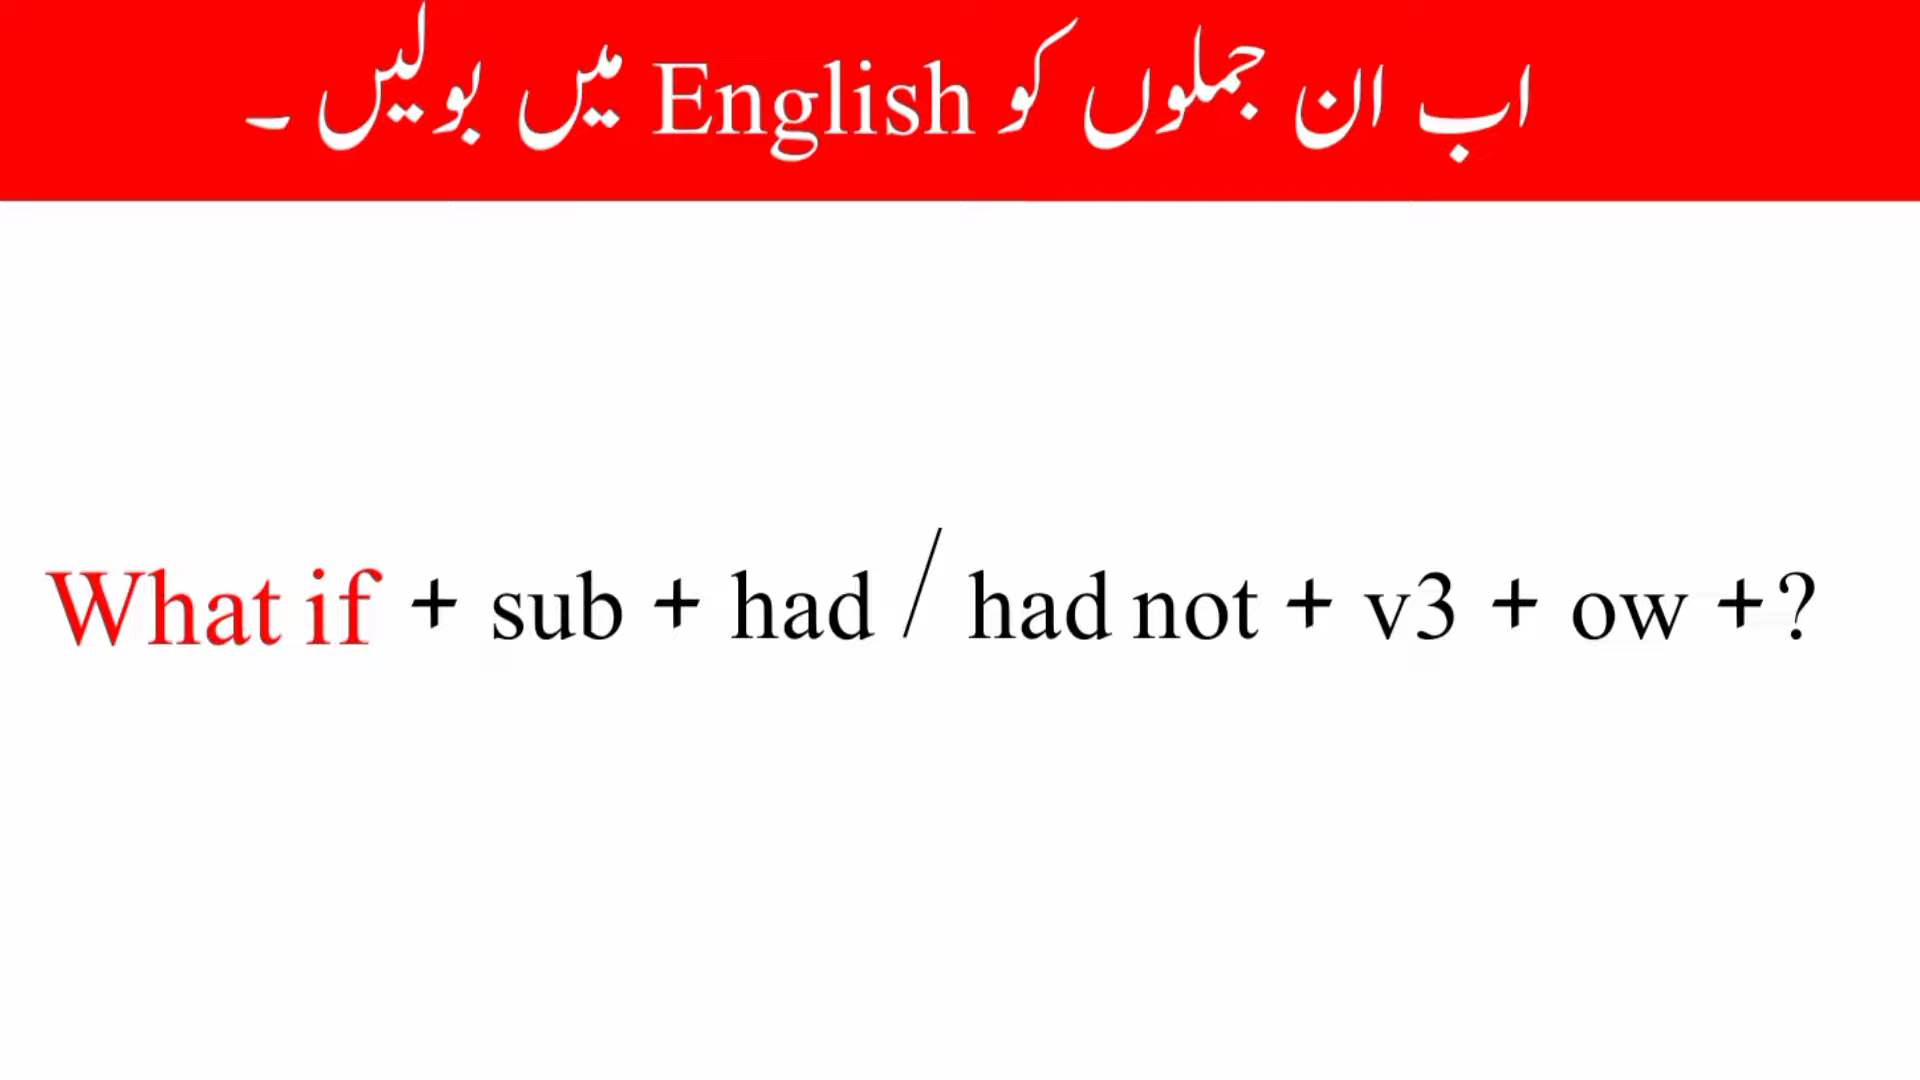 اب ان جملوں کو English میں بولیں ۔
What if + sub + had / had not + v3 + ow +?